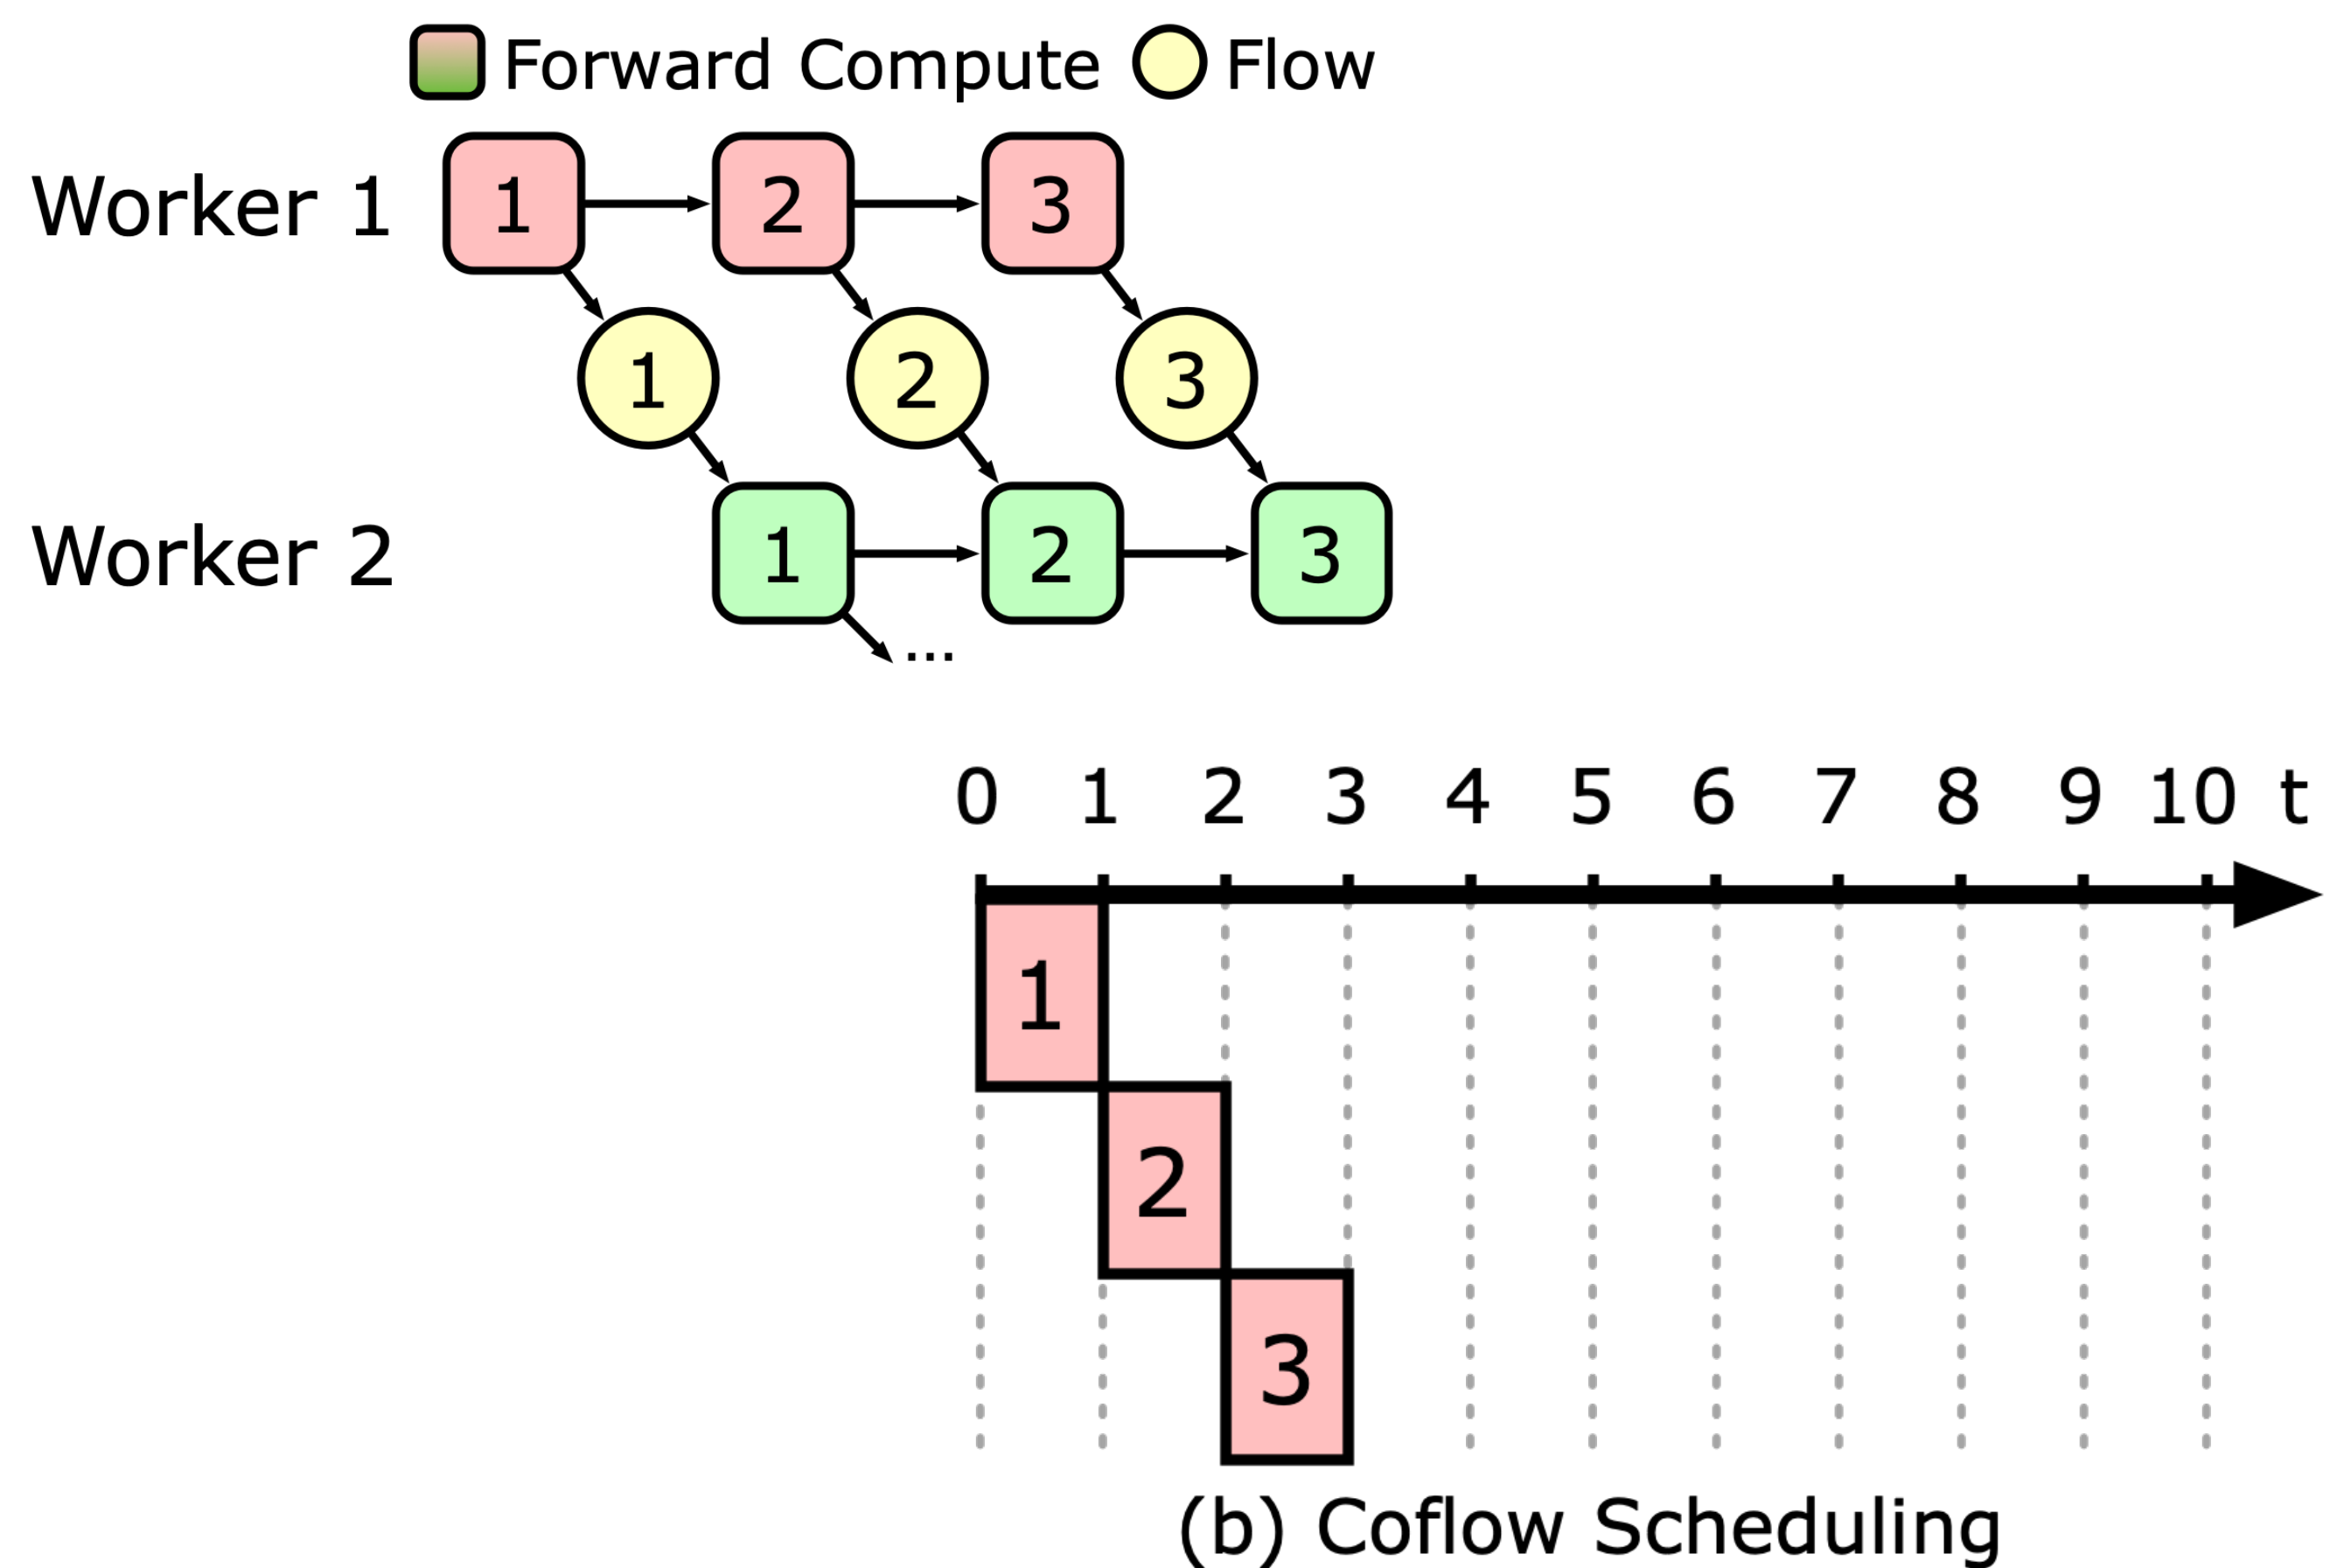 Forward Compute Flow
Worker 1 1 2 3
1 2 3
Worker 2 1 2 3
...
0 1 2 3 4 5 6 7 8 9 10 t
1
2
3
(b) Coflow Scheduling